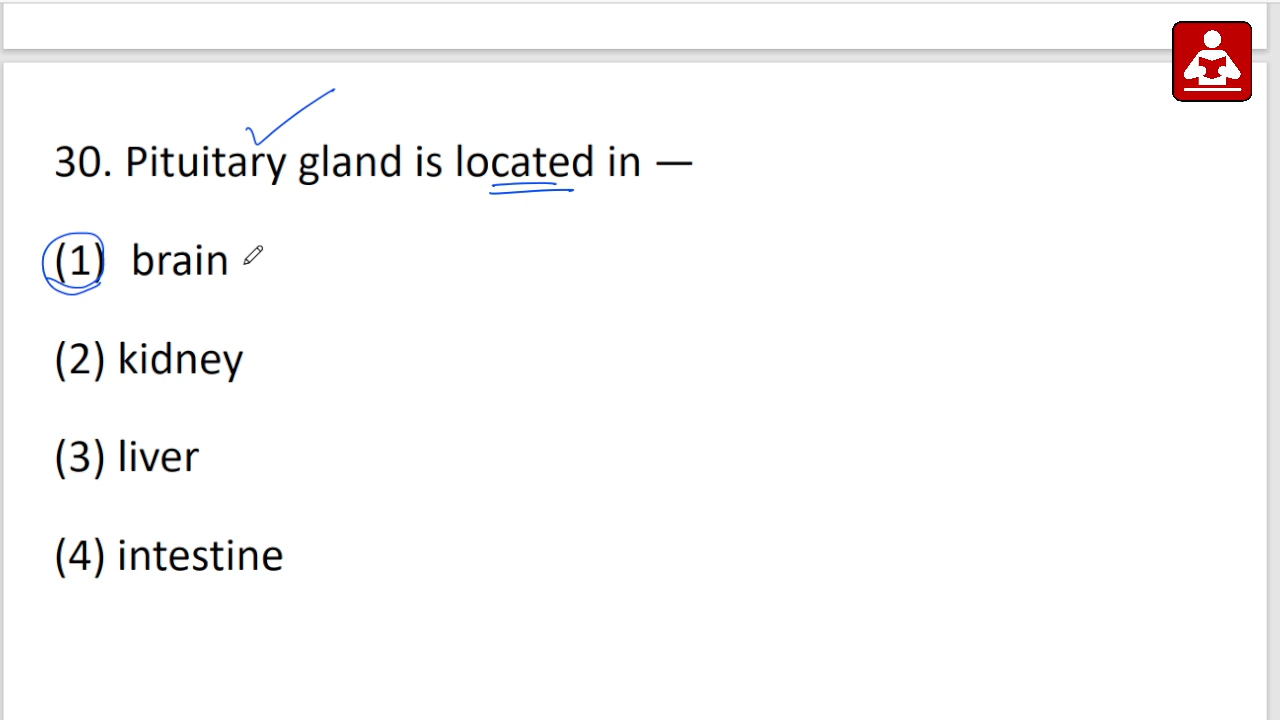 30. Pituitary gland is located in —
(1) brain
(2) kidney
(3) liver
(4) intestine